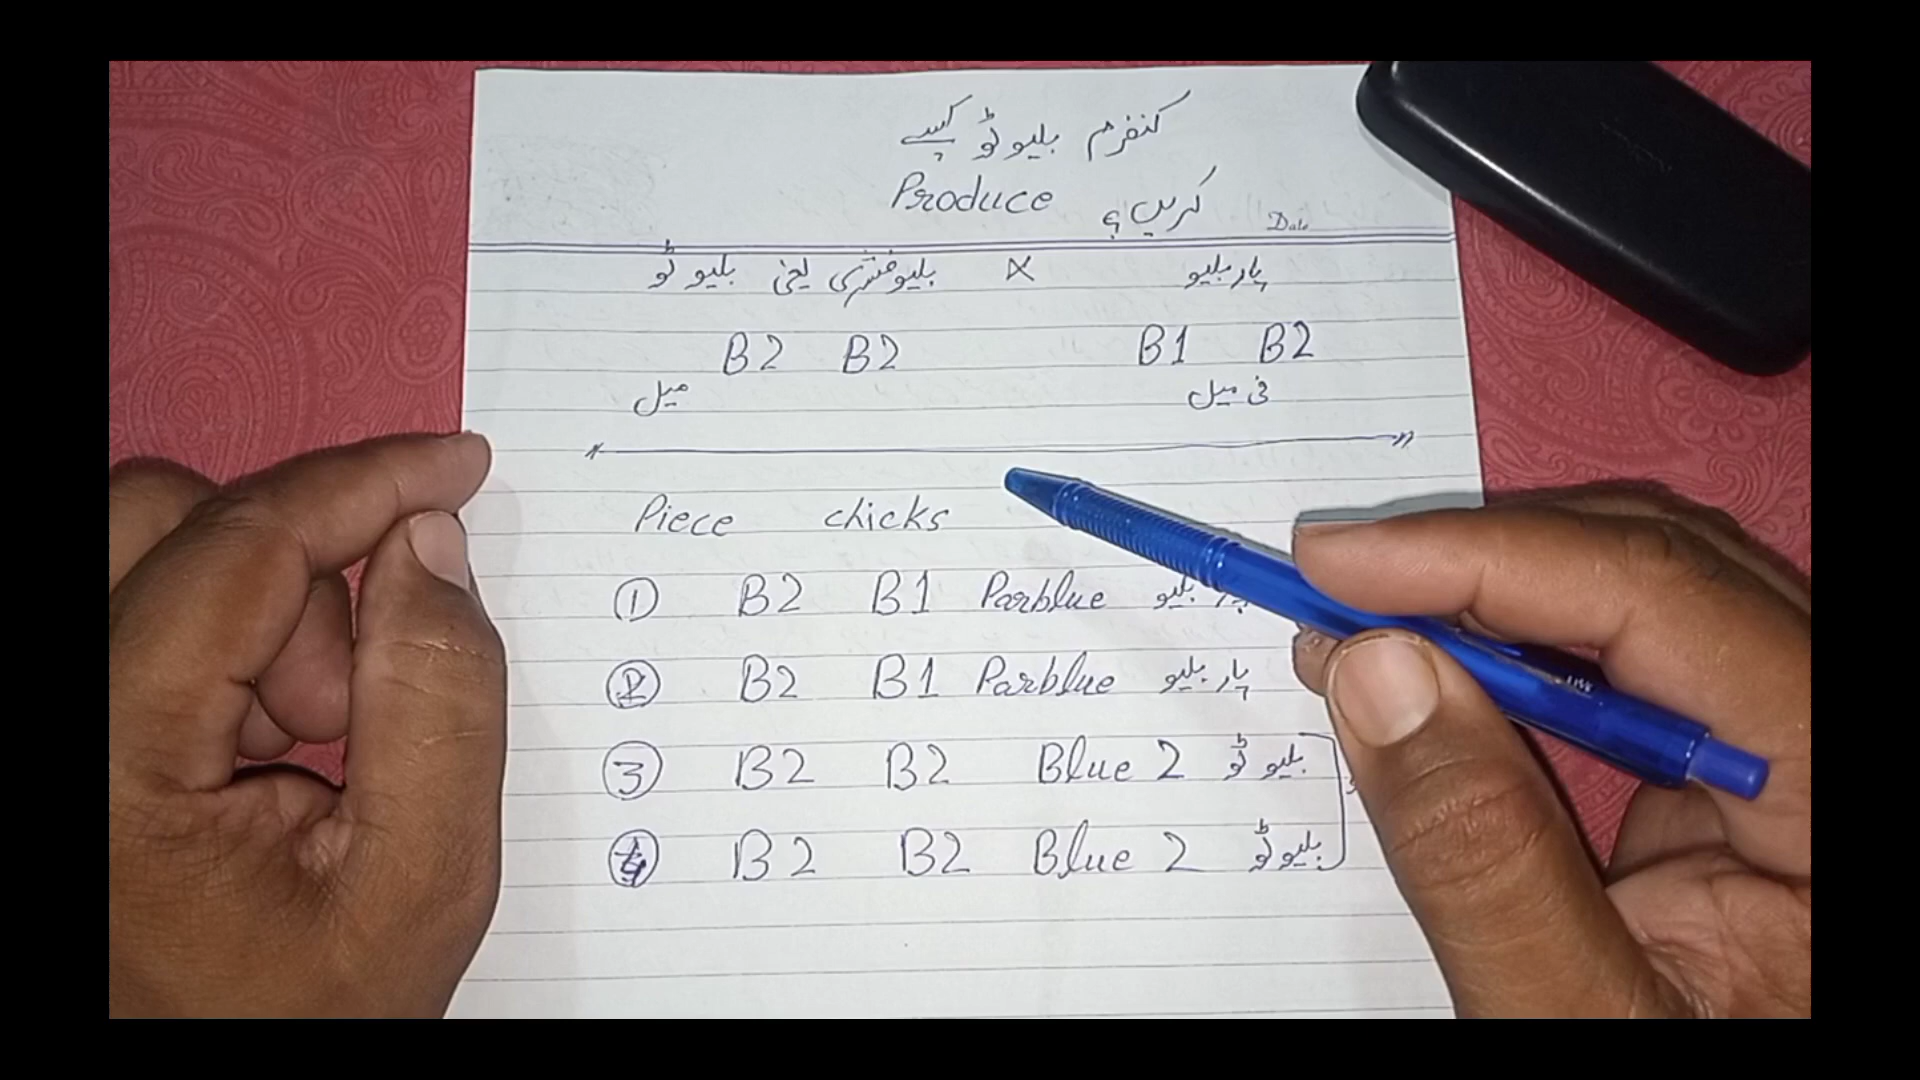 کنفرم بلیو ٹو کیسے
Produce کریں؟
Date
پار بلیو × بلیو فشری یعنی بلیو ٹو
B2 B2 B1 B2
میل فی میل
Piece chicks
① B2 B1 Parblue پار بلیو
② B2 B1 Parblue پار بلیو
③ B2 B2 Blue 2 بلیو ٹو
④ B2 B2 Blue 2 بلیو ٹو